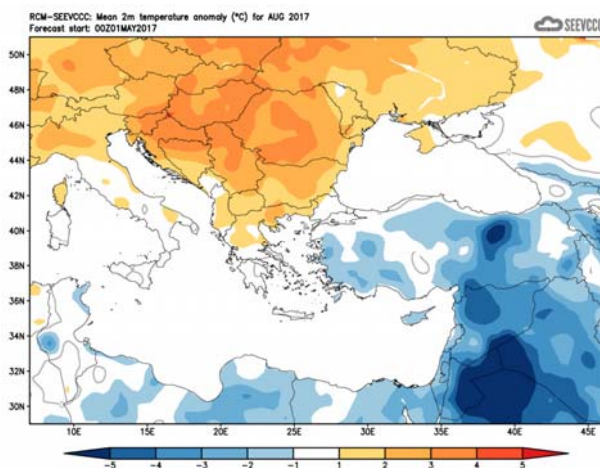 RCM-SEEVCCC: Mean 2m temperature anomaly (°C) for AUG 2017
Forecast start: 00Z01MAY2017
SEEVCCC
50N
48N
46N
44N
42N
40N
38N
36N
34N
32N
30N
10E 15E 20E 25E 30E 35E 40E 45E
-5 -4 -3 -2 -1 1 2 3 4 5